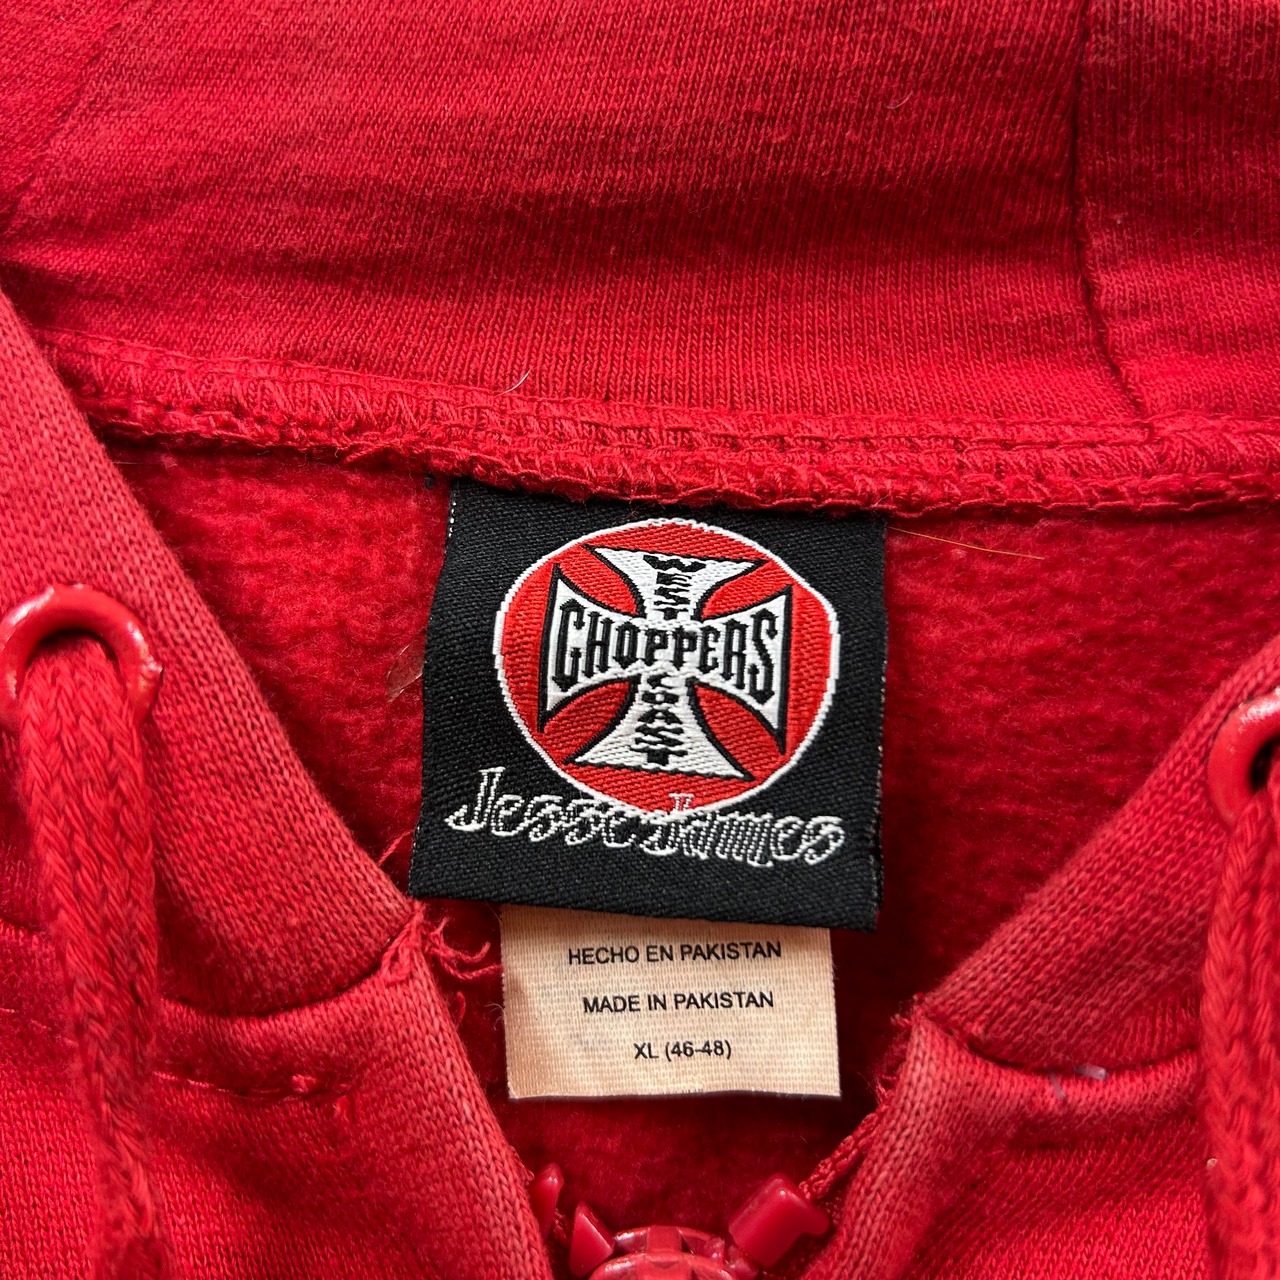 WEST
CHOPPERS
COAST
Jesse James
HECHO EN PAKISTAN
MADE IN PAKISTAN
XL (46-48)